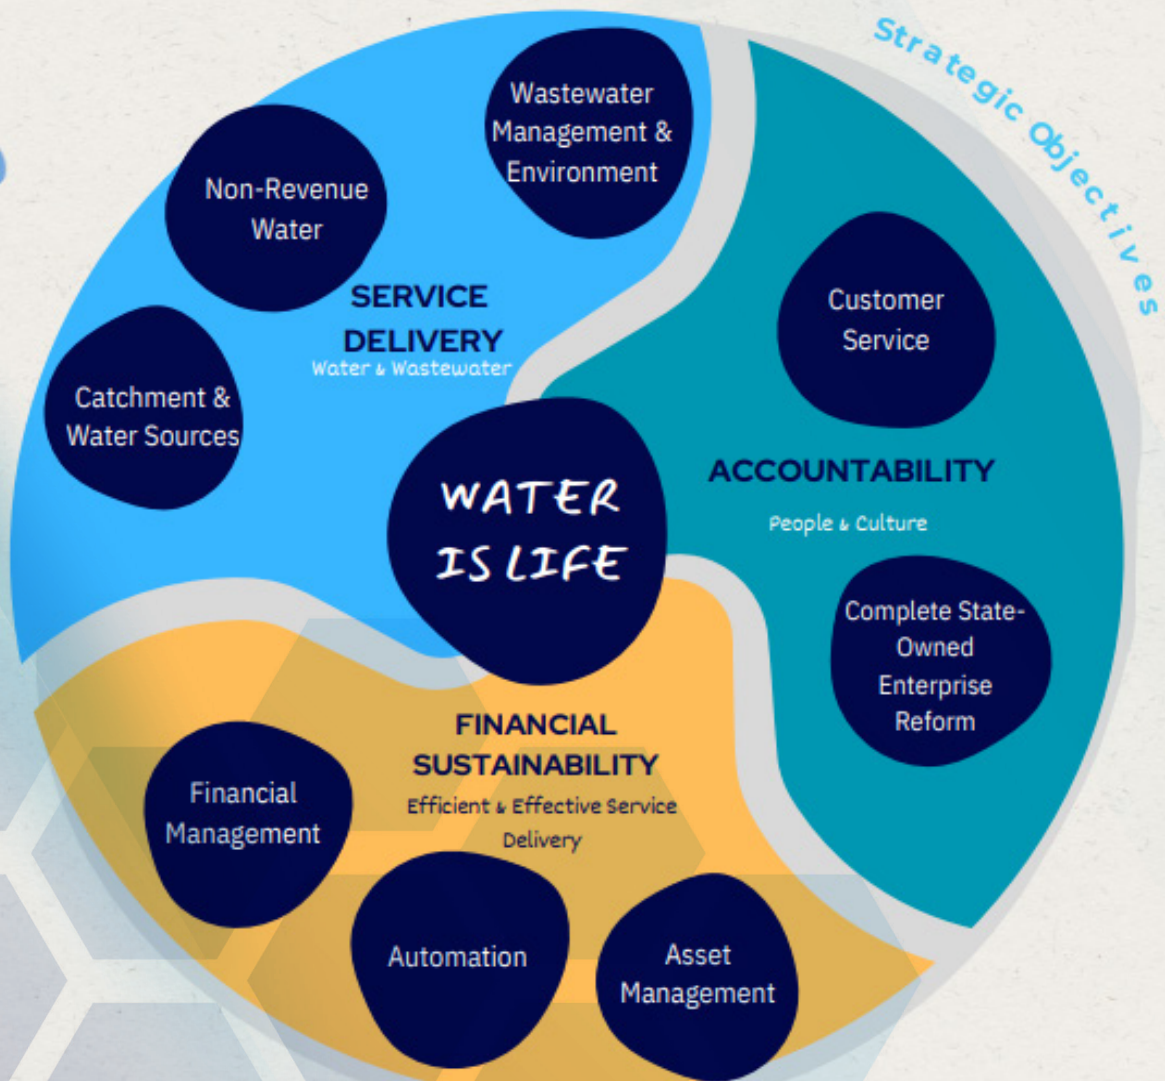 Strategic Objectives
Wastewater
Management &
Environment
Non-Revenue
Water
SERVICE
DELIVERY
Water & Wastewater
Catchment &
Water Sources
Customer
Service
ACCOUNTABILITY
People & Culture
Complete State-
Owned
Enterprise
Reform
WATER
IS LIFE
FINANCIAL
SUSTAINABILITY
Efficient & Effective Service
Delivery
Financial
Management
Automation
Asset
Management